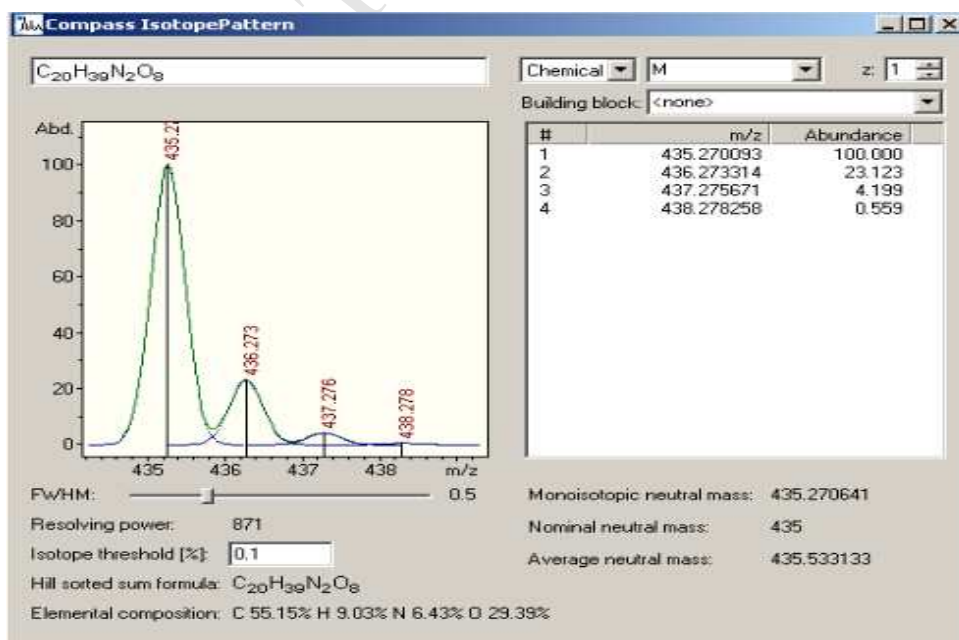 Compass IsotopePattern
C20H39N2O8
Chemical M z: 1
Building block: <none>
Abd.
100
80
60
40
20
0
435.27
436.273
437.276
438.278
435 436 437 438 m/z
# m/z Abundance
1 435.270093 100.000
2 436.273314 23.123
3 437.275671 4.199
4 438.278258 0.559
FWHM: 0.5
Resolving power: 871
Isotope threshold [%]: 0.1
Hill sorted sum formula: C20H39N2O8
Elemental composition: C 55.15% H 9.03% N 6.43% O 29.39%
Monoisotopic neutral mass: 435.270641
Nominal neutral mass: 435
Average neutral mass: 435.533133